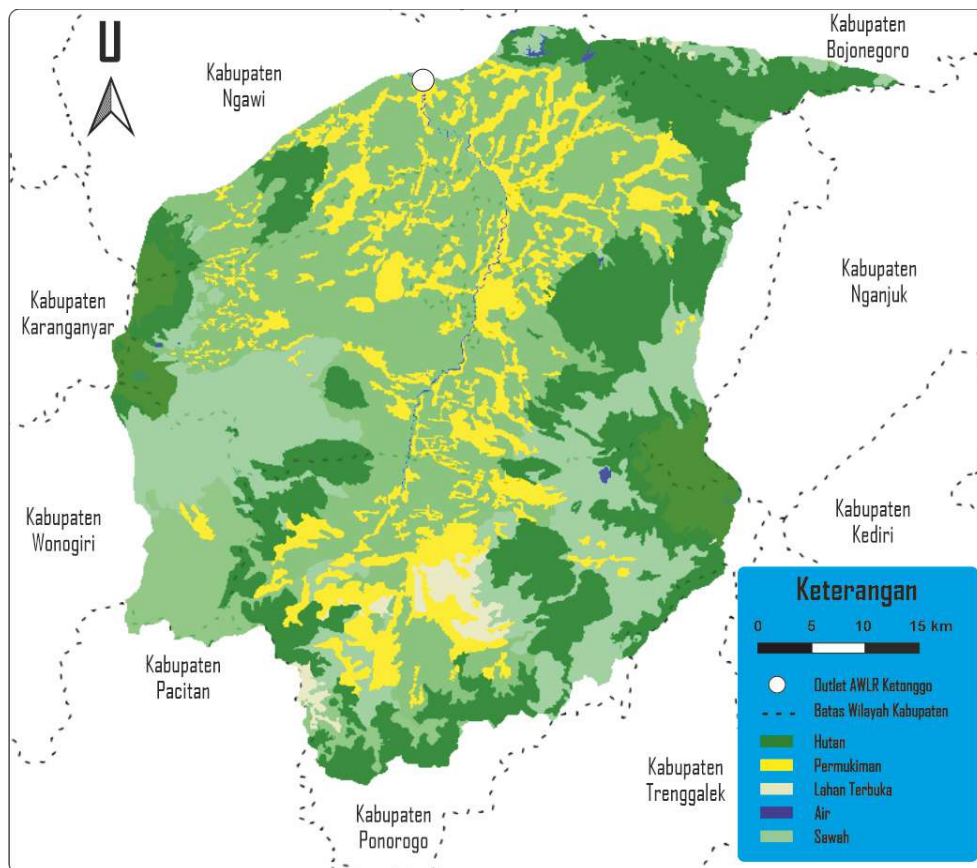 U
Kabupaten
Bojonegoro
Kabupaten
Ngawi
Kabupaten
Nganjuk
Kabupaten
Karanganyar
Kabupaten
Wonogiri
Kabupaten
Kediri
Kabupaten
Pacitan
Kabupaten
Trenggalek
Kabupaten
Ponorogo
Keterangan
0 5 10 15 km
Outlet AWLR Ketonggo
Batas Wilayah Kabupaten
Hutan
Permukiman
Lahan Terbuka
Air
Sawah